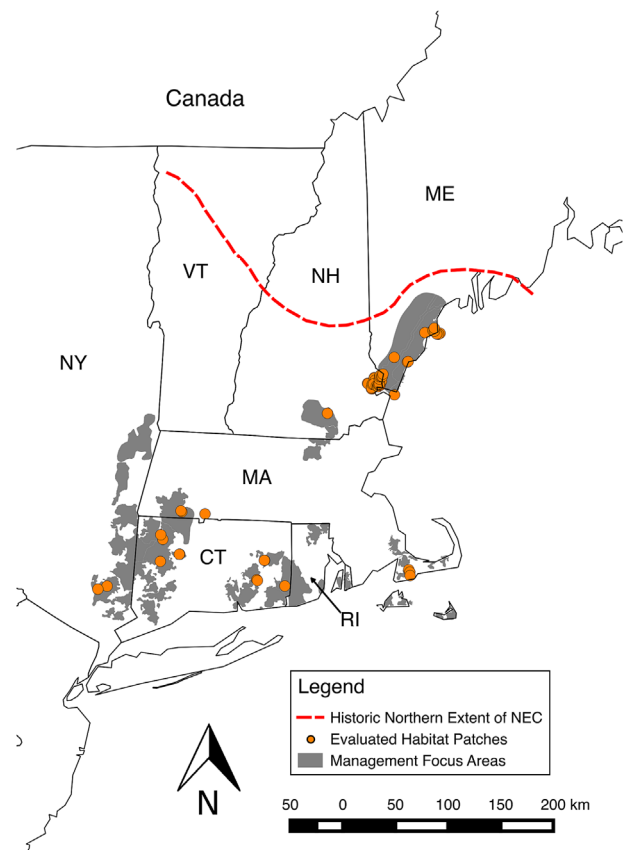 Canada
ME
VT
NH
NY
MA
CT
RI
Legend
Historic Northern Extent of NEC
Evaluated Habitat Patches
Management Focus Areas
N
50 0 50 100 150 200 km